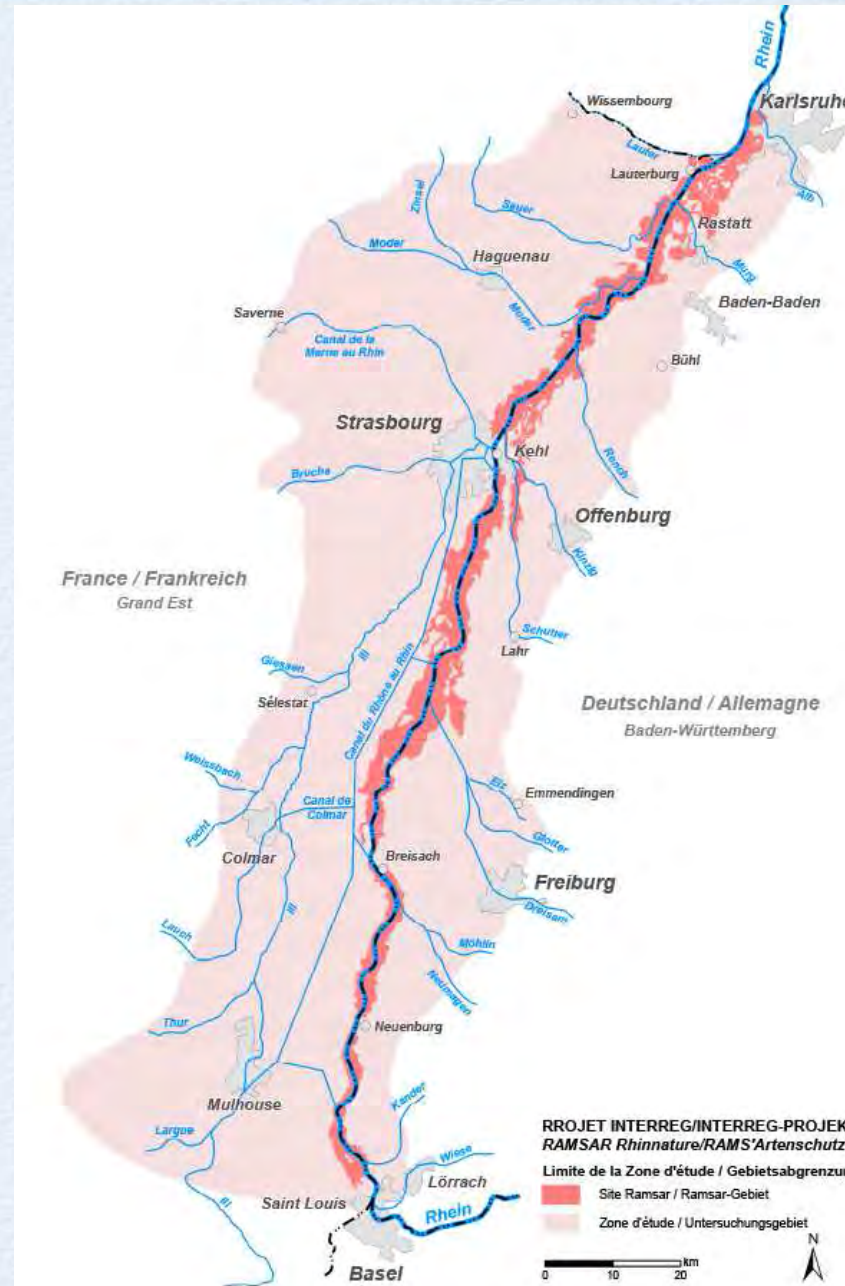 Rhein
Karlsruhe
Wissembourg
Lauter
Lauterburg
Alb
Zinsel
Sauer
Rastatt
Moder
Haguenau
Murg
Moder
Baden-Baden
Saverne
Canal de la
Marne au Rhin
Bühl
Strasbourg
Kehl
Rench
Bruche
Offenburg
Kinzig
France / Frankreich
Grand Est
Schutter
Lahr
Ill
Giessen
Sélestat
Canal du Rhône au Rhin
Deutschland / Allemagne
Baden-Württemberg
Weissbach
Elz
Emmendingen
Canal de
Colmar
Fecht
Glotter
Colmar
Breisach
Freiburg
Dreisam
Ill
Lauch
Möhlin
Neumagen
Thur
Neuenburg
Mulhouse
Kander
Largue
Wiese
Ill
Lörrach
Saint Louis
Rhein
Basel
RROJET INTERREG/INTERREG-PROJEK
RAMSAR Rhinnature/RAMS'Artenschutz
Limite de la Zone d'étude / Gebietsabgrenzun
Site Ramsar / Ramsar-Gebiet
Zone d'étude / Untersuchungsgebiet
N
km
0 10 20